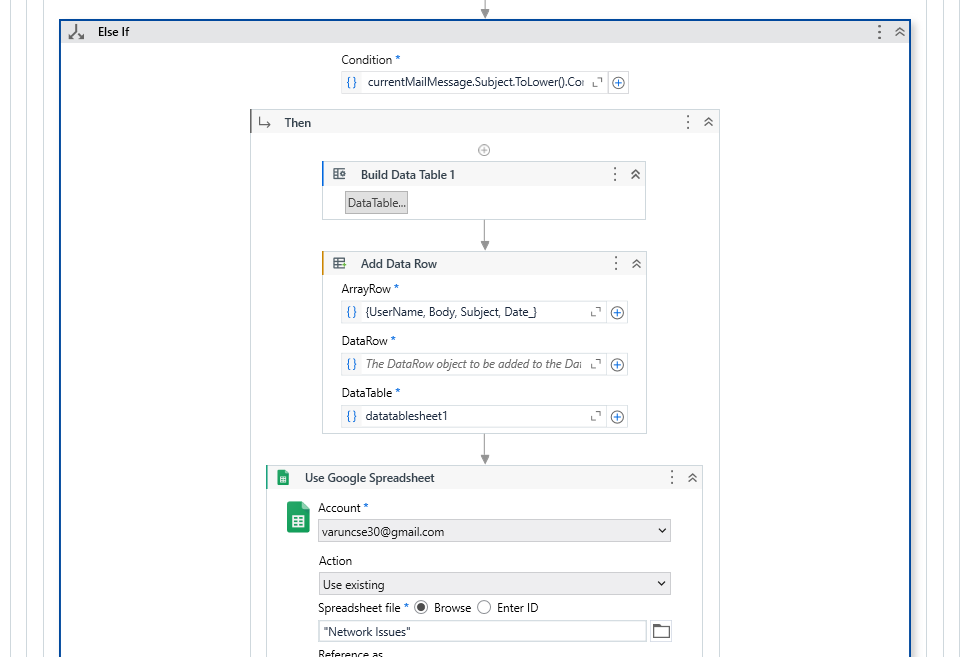 Else If
Condition *
{} currentMailMessage.Subject.ToLower().Co
Then
Build Data Table 1
DataTable...
Add Data Row
ArrayRow *
{} {UserName, Body, Subject, Date_}
DataRow *
{} The DataRow object to be added to the Da
DataTable *
{} datatablesheet1
Use Google Spreadsheet
Account *
varuncse30@gmail.com
Action
Use existing
Spreadsheet file * Browse Enter ID
"Network Issues"
Reference as